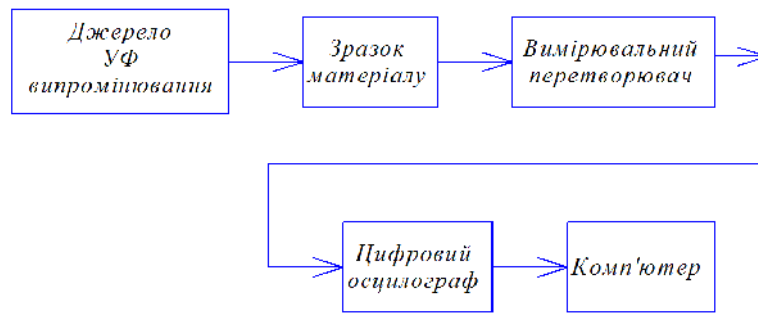 Джерело
УФ
випромінювання
Зразок
матеріалу
Вимірювальний
перетворювач
Цифровий
осцилограф
Комп'ютер